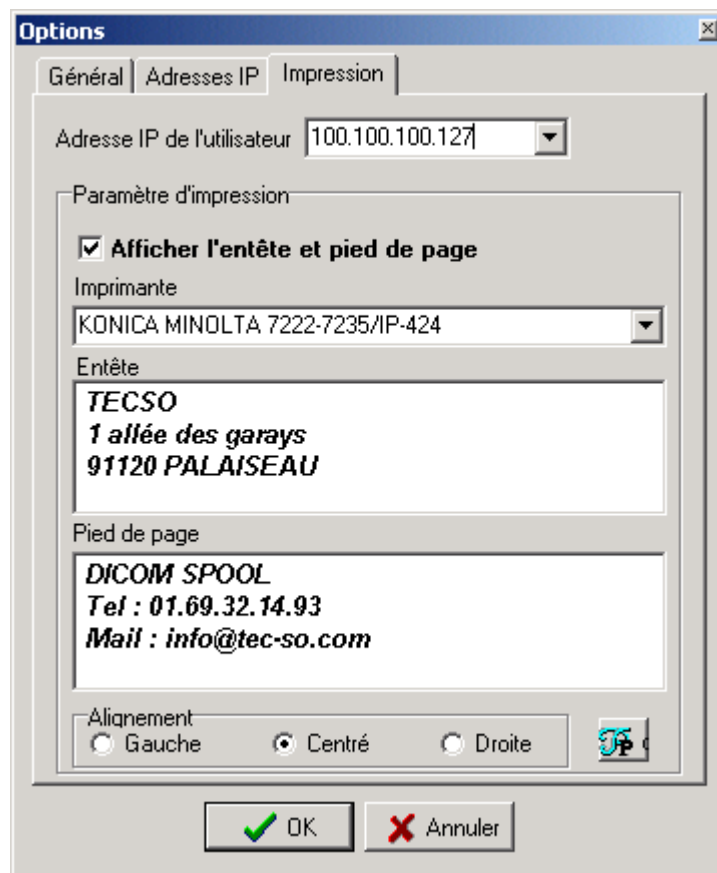 Options
Général
Adresses IP
Impression
Adresse IP de l'utilisateur 100.100.100.127
Paramètre d'impression
Afficher l'entête et pied de page
Imprimante
KONICA MINOLTA 7222-7235/IP-424
Entête
TECSO
1 allée des garays
91120 PALAISEAU
Pied de page
DICOM SPOOL
Tel : 01.69.32.14.93
Mail : info@tec-so.com
Alignement
Gauche
Centré
Droite
OK
Annuler